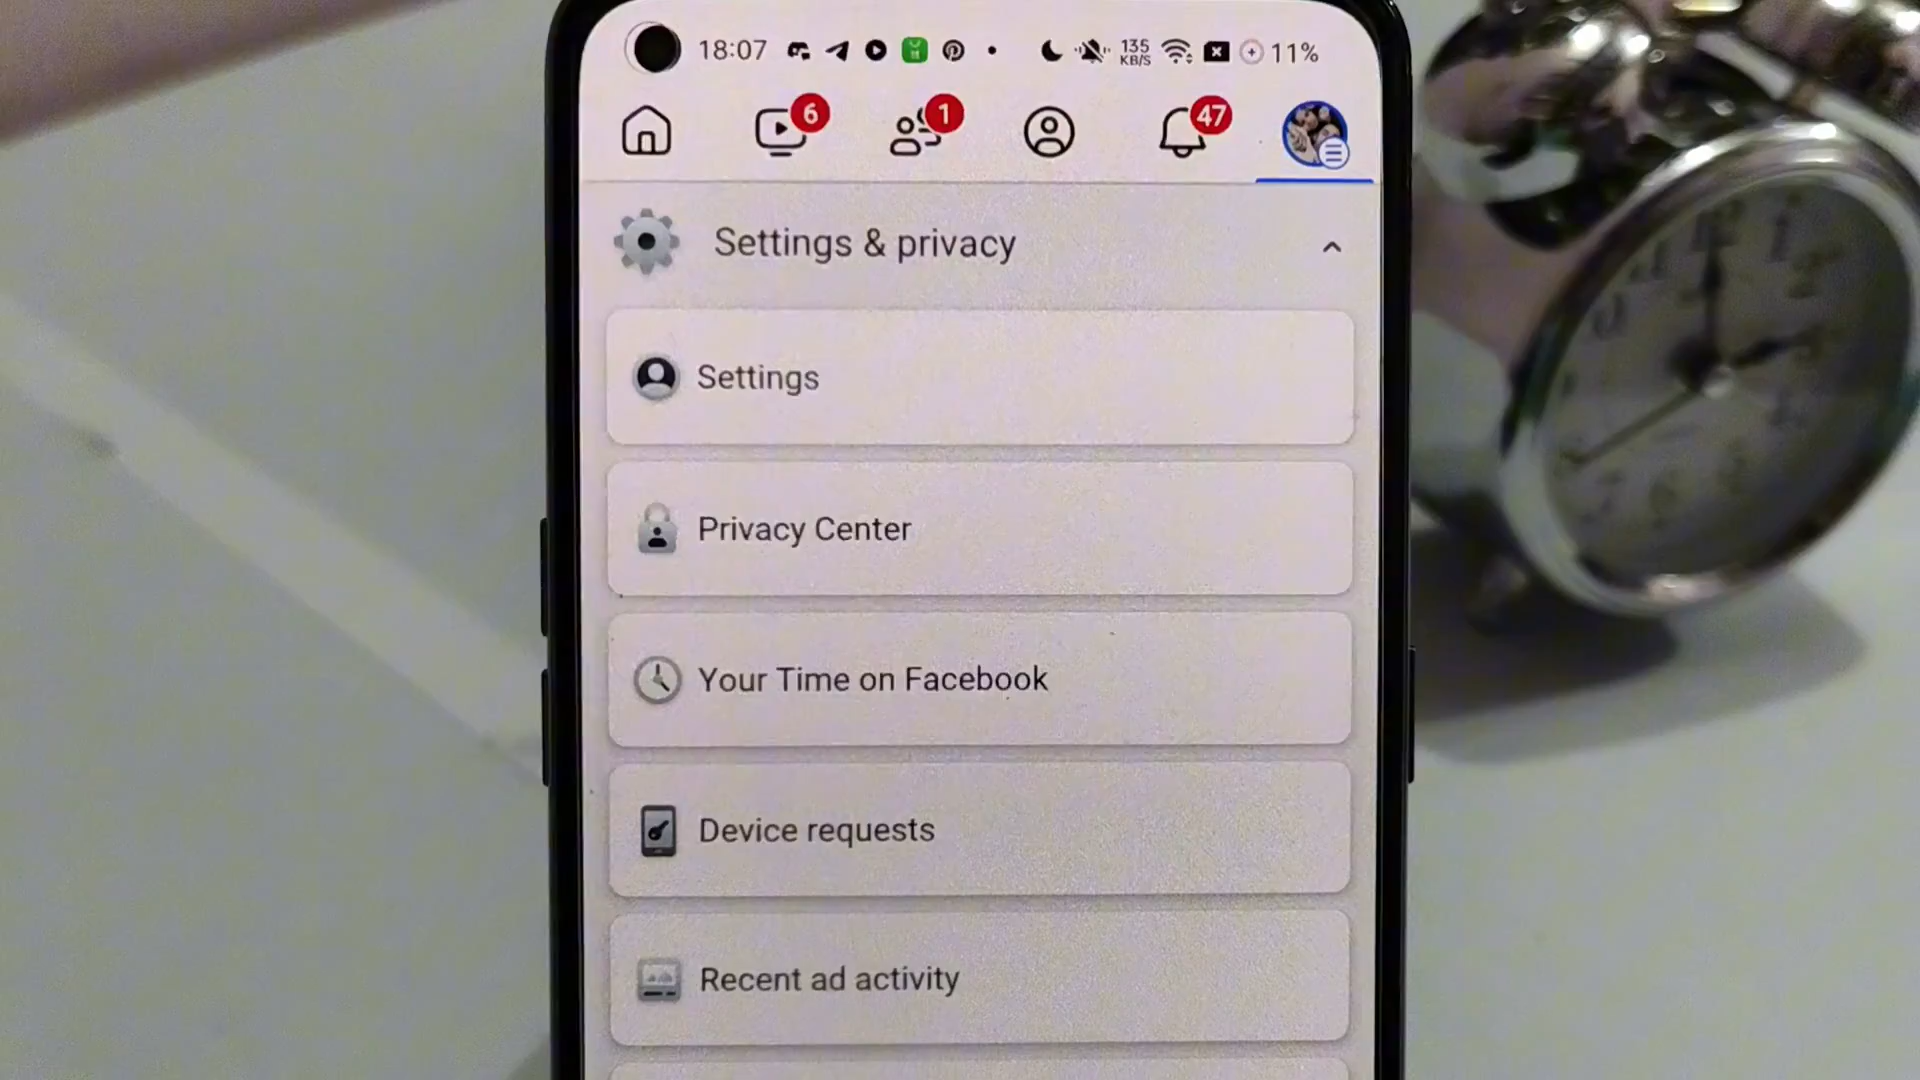 18:07 135 KB/S 11%
6 1 47
Settings & privacy
Settings
Privacy Center
Your Time on Facebook
Device requests
Recent ad activity